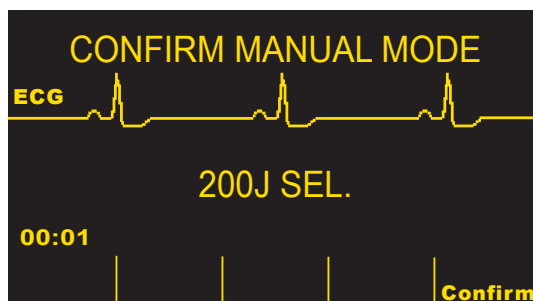 CONFIRM MANUAL MODE
ECG
200J SEL.
00:01
Confirm